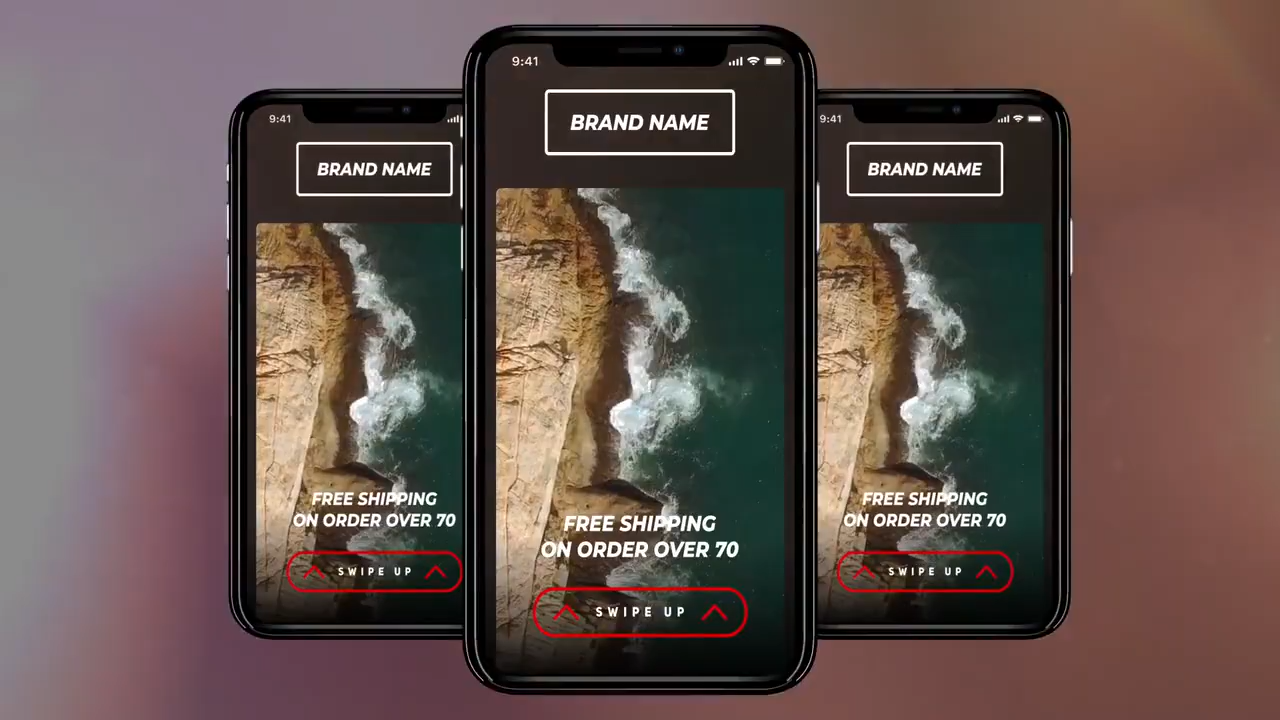 9:41
BRAND NAME
FREE SHIPPING
ON ORDER OVER 70
SWIPE UP
9:41
BRAND NAME
FREE SHIPPING
ON ORDER OVER 70
SWIPE UP
9:41
BRAND NAME
FREE SHIPPING
ON ORDER OVER 70
SWIPE UP